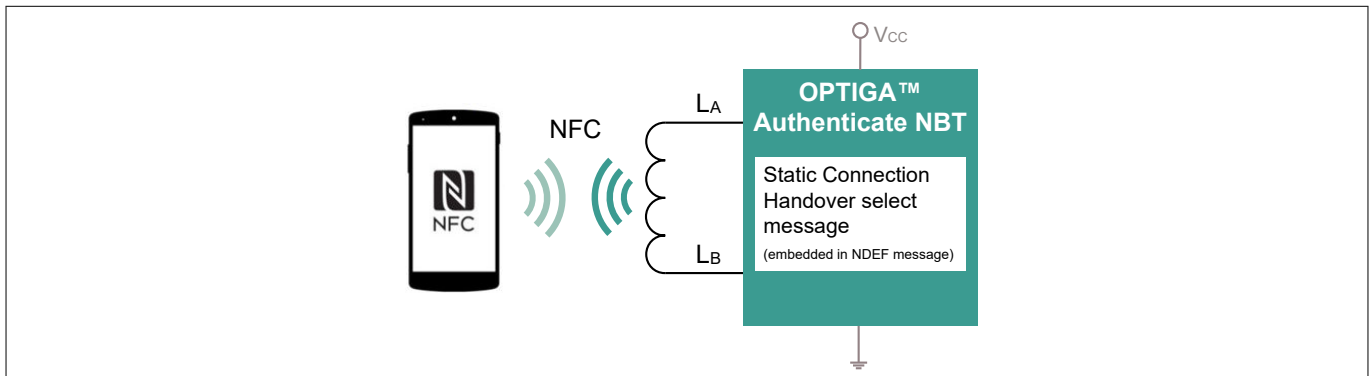 VCC
OPTIGA™
Authenticate NBT
LA
NFC
NFC
Static Connection
Handover select
message
(embedded in NDEF message)
LB